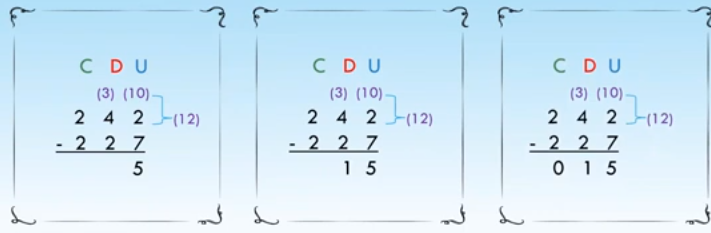 C D U
(3) (10)
2 4 2 (12)
- 2 2 7
5
C D U
(3) (10)
2 4 2 (12)
- 2 2 7
1 5
C D U
(3) (10)
2 4 2 (12)
- 2 2 7
0 1 5